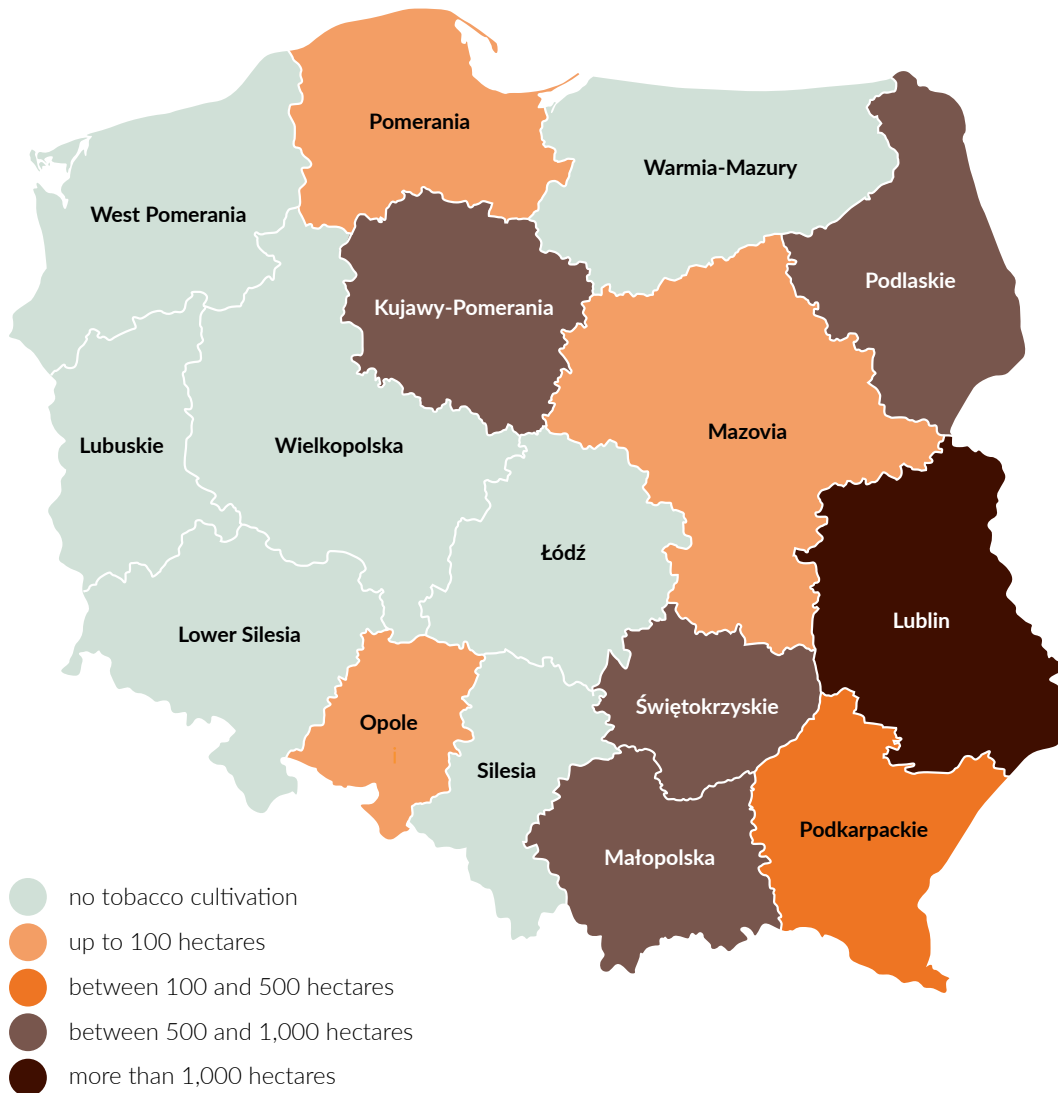 Pomerania
Warmia-Mazury
West Pomerania
Podlaskie
Kujawy-Pomerania
Mazovia
Lubuskie
Wielkopolska
Łódź
Lublin
Lower Silesia
Świętokrzyskie
Opole
i
Silesia
Podkarpackie
Małopolska
no tobacco cultivation
up to 100 hectares
between 100 and 500 hectares
between 500 and 1,000 hectares
more than 1,000 hectares